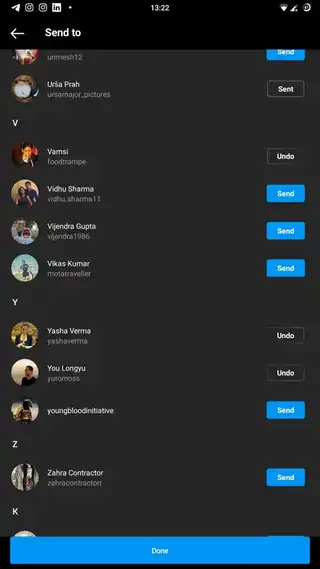 13:22
Send to
unmesh12
Send
Urša Prah
ursamajor_pictures
Sent
V
Vamsi
foodtrampe
Undo
Vidhu Sharma
vidhu.sharma11
Send
Vijendra Gupta
vijendra1986
Send
Vikas Kumar
motatraveller
Send
Y
Yasha Verma
yashaverma
Undo
You Longyu
yuromoss
Undo
youngbloodinitiative
Send
Z
Zahra Contractor
zahracontractorr
Send
K
Done